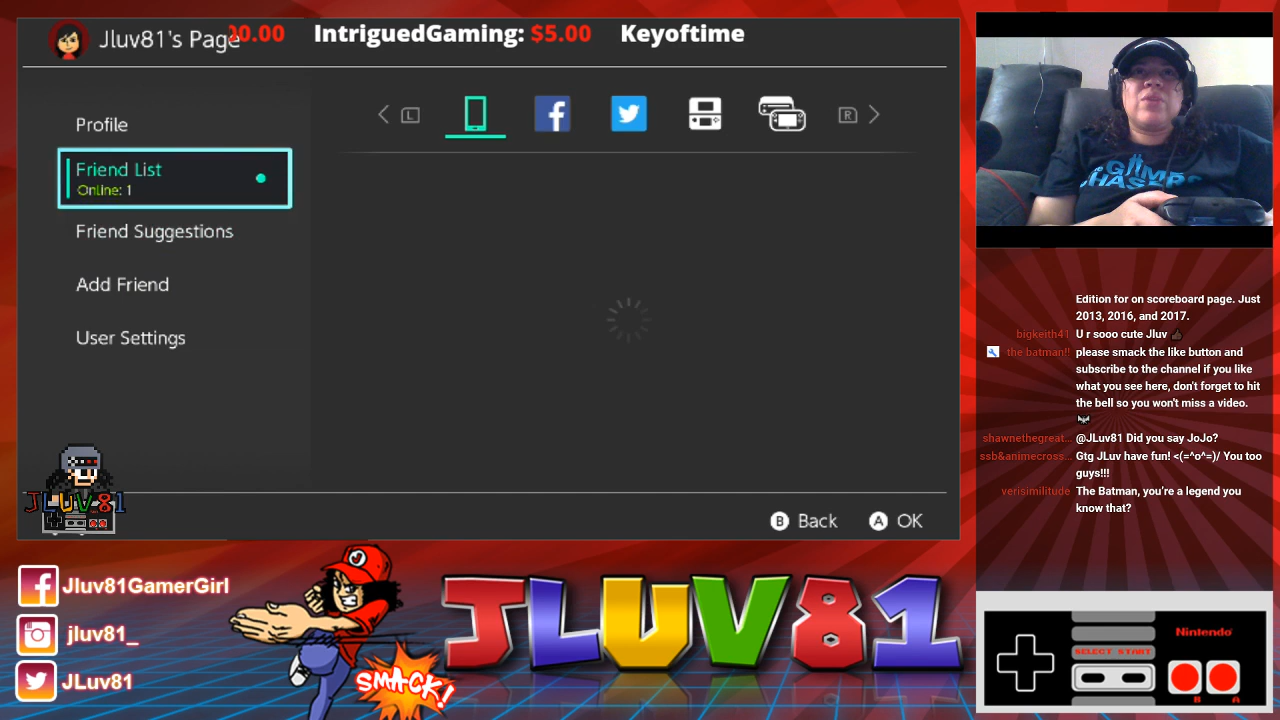 Jluv81's Page
0.00 IntriguedGaming: $5.00 Keyoftime
L
R
Profile
Friend List
Online: 1
Friend Suggestions
Add Friend
User Settings
B Back A OK
JLUV81
Jluv81GamerGirl
jluv81_
JLuv81
J
SMACK!
JLUV81
Edition for on scoreboard page. Just
2013, 2016, and 2017.
bigkeith41 U r sooo cute Jluv
the batman!! please smack the like button and
subscribe to the channel if you like
what you see here, don't forget to hit
the bell so you won't miss a video.
shawnethegreat... @JLuv81 Did you say JoJo?
ssb&animecross... Gtg JLuv have fun! <(=^o^=)/ You too
guys!!!
verisimilitude The Batman, you're a legend you
know that?
Nintendo
SELECT START
B A